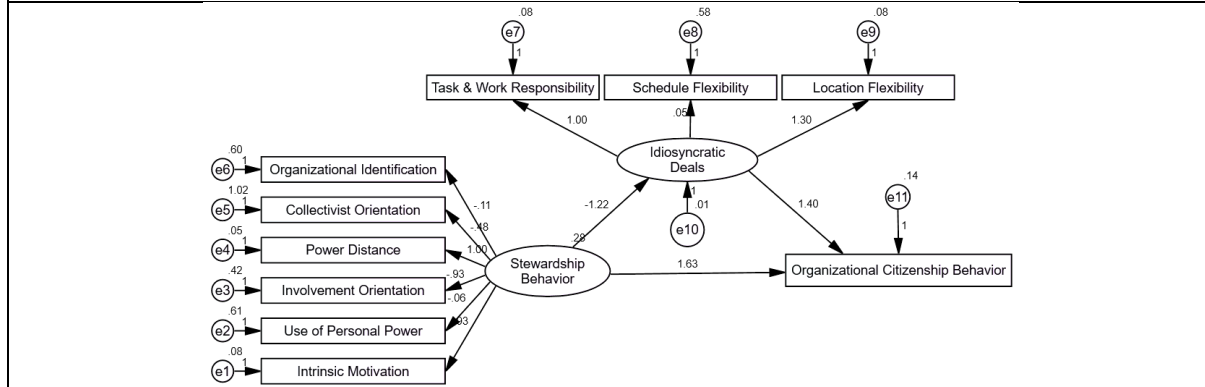 .08
.58
.08
e7
e8
e9
1
1
1
Task & Work Responsibility
Schedule Flexibility
Location Flexibility
1.00
.05
1.30
Idiosyncratic
Deals
.60
e6
1
Organizational Identification
1.02
e5
1
Collectivist Orientation
.05
e4
1
Power Distance
.42
e3
1
Involvement Orientation
.61
e2
1
Use of Personal Power
.08
e1
1
Intrinsic Motivation
-.11
-.48
1.00
-.93
-.06
.28
Stewardship
Behavior
-1.22
1
.01
e10
1.40
1.63
.14
e11
1
Organizational Citizenship Behavior